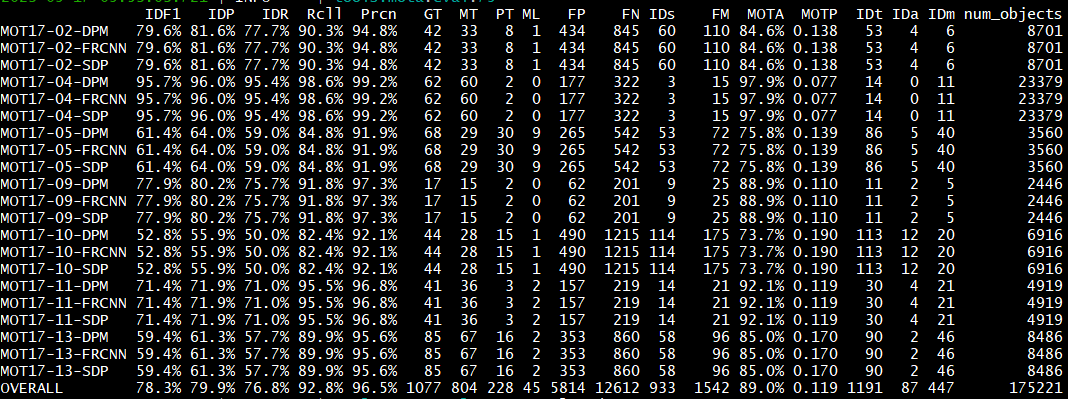 IDF1 IDP IDR Rcll Prcn GT MT PT ML FP FN IDs FM MOTA MOTP IDt IDa IDm num_objects
MOT17-02-DPM 79.6% 81.6% 77.7% 90.3% 94.8% 42 33 8 1 434 845 60 110 84.6% 0.138 53 4 6 8701
MOT17-02-FRCNN 79.6% 81.6% 77.7% 90.3% 94.8% 42 33 8 1 434 845 60 110 84.6% 0.138 53 4 6 8701
MOT17-02-SDP 79.6% 81.6% 77.7% 90.3% 94.8% 42 33 8 1 434 845 60 110 84.6% 0.138 53 4 6 8701
MOT17-04-DPM 95.7% 96.0% 95.4% 98.6% 99.2% 62 60 2 0 177 322 3 15 97.9% 0.077 14 0 11 23379
MOT17-04-FRCNN 95.7% 96.0% 95.4% 98.6% 99.2% 62 60 2 0 177 322 3 15 97.9% 0.077 14 0 11 23379
MOT17-04-SDP 95.7% 96.0% 95.4% 98.6% 99.2% 62 60 2 0 177 322 3 15 97.9% 0.077 14 0 11 23379
MOT17-05-DPM 61.4% 64.0% 59.0% 84.8% 91.9% 68 29 30 9 265 542 53 72 75.8% 0.139 86 5 40 3560
MOT17-05-FRCNN 61.4% 64.0% 59.0% 84.8% 91.9% 68 29 30 9 265 542 53 72 75.8% 0.139 86 5 40 3560
MOT17-05-SDP 61.4% 64.0% 59.0% 84.8% 91.9% 68 29 30 9 265 542 53 72 75.8% 0.139 86 5 40 3560
MOT17-09-DPM 77.9% 80.2% 75.7% 91.8% 97.3% 17 15 2 0 62 201 9 25 88.9% 0.110 11 2 5 2446
MOT17-09-FRCNN 77.9% 80.2% 75.7% 91.8% 97.3% 17 15 2 0 62 201 9 25 88.9% 0.110 11 2 5 2446
MOT17-09-SDP 77.9% 80.2% 75.7% 91.8% 97.3% 17 15 2 0 62 201 9 25 88.9% 0.110 11 2 5 2446
MOT17-10-DPM 52.8% 55.9% 50.0% 82.4% 92.1% 44 28 15 1 490 1215 114 175 73.7% 0.190 113 12 20 6916
MOT17-10-FRCNN 52.8% 55.9% 50.0% 82.4% 92.1% 44 28 15 1 490 1215 114 175 73.7% 0.190 113 12 20 6916
MOT17-10-SDP 52.8% 55.9% 50.0% 82.4% 92.1% 44 28 15 1 490 1215 114 175 73.7% 0.190 113 12 20 6916
MOT17-11-DPM 71.4% 71.9% 71.0% 95.5% 96.8% 41 36 3 2 157 219 14 21 92.1% 0.119 30 4 21 4919
MOT17-11-FRCNN 71.4% 71.9% 71.0% 95.5% 96.8% 41 36 3 2 157 219 14 21 92.1% 0.119 30 4 21 4919
MOT17-11-SDP 71.4% 71.9% 71.0% 95.5% 96.8% 41 36 3 2 157 219 14 21 92.1% 0.119 30 4 21 4919
MOT17-13-DPM 59.4% 61.3% 57.7% 89.9% 95.6% 85 67 16 2 353 860 58 96 85.0% 0.170 90 2 46 8486
MOT17-13-FRCNN 59.4% 61.3% 57.7% 89.9% 95.6% 85 67 16 2 353 860 58 96 85.0% 0.170 90 2 46 8486
MOT17-13-SDP 59.4% 61.3% 57.7% 89.9% 95.6% 85 67 16 2 353 860 58 96 85.0% 0.170 90 2 46 8486
OVERALL 78.3% 79.9% 76.8% 92.8% 96.5% 1077 804 228 45 5814 12612 933 1542 89.0% 0.119 1191 87 447 175221